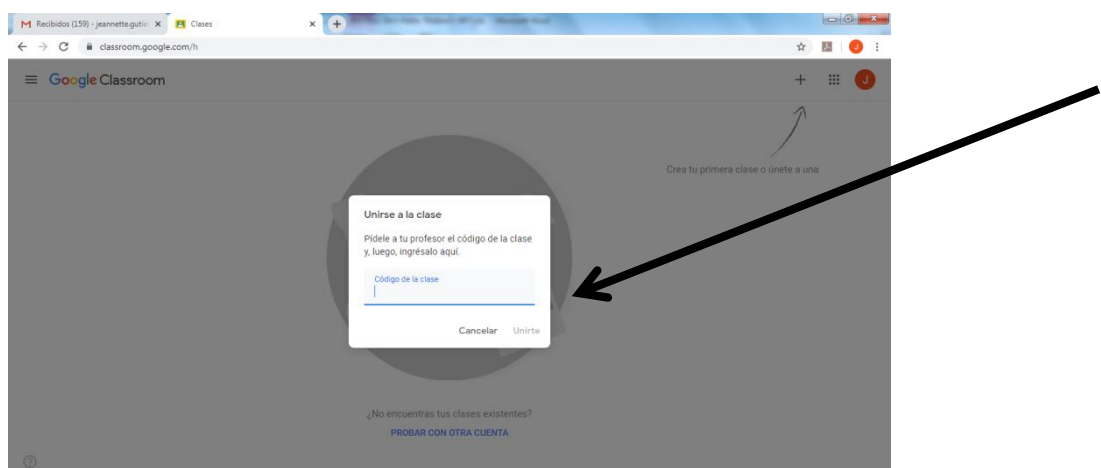 Recibidos (159) - jeannette.gutie
Clases
classroom.google.com/h
Google Classroom
J
Crea tu primera clase o únete a una
Unirse a la clase
Pídele a tu profesor el código de la clase
y, luego, ingrésalo aquí.
Código de la clase
Cancelar Unirte
¿No encuentras tus clases existentes?
PROBAR CON OTRA CUENTA